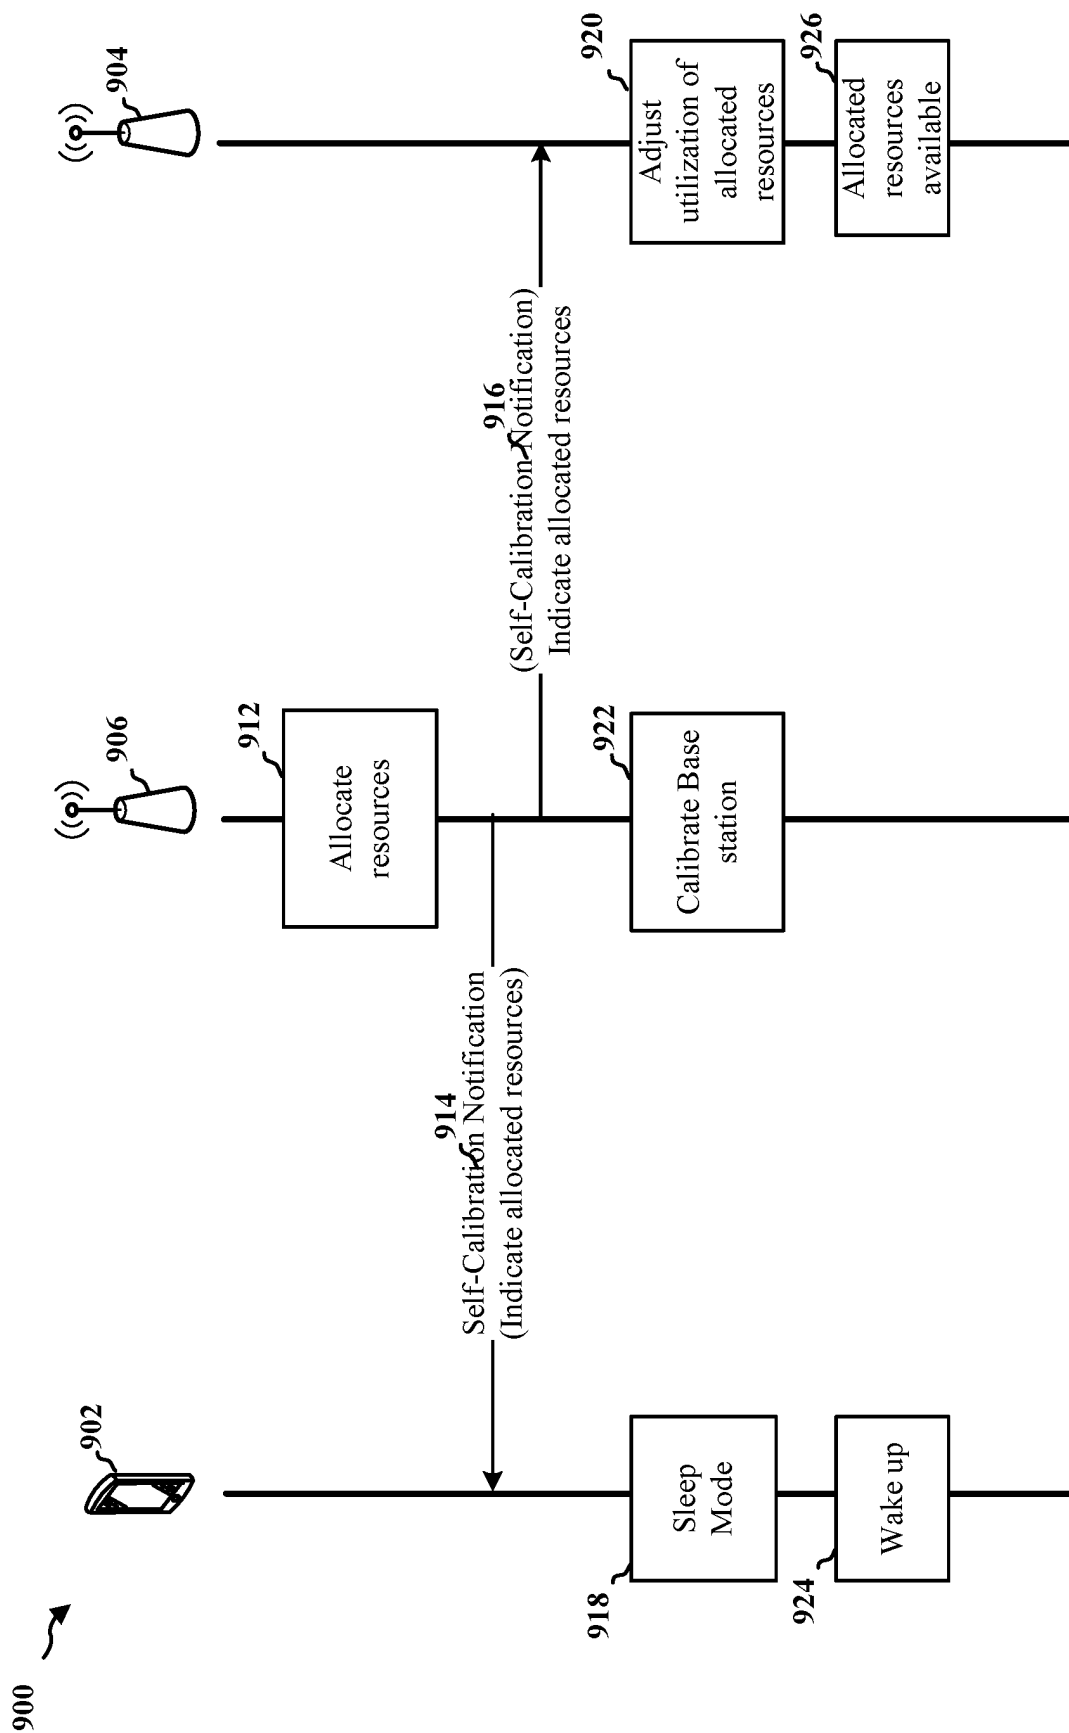 900
902
906
904
912
Allocate
resources
914
Self-Calibration Notification
(Indicate allocated resources)
916
(Self-Calibration Notification)
Indicate allocated resources
918
Sleep
Mode
922
Calibrate Base
station
920
Adjust
utilization of
allocated
resources
924
Wake up
926
Allocated
resources
available